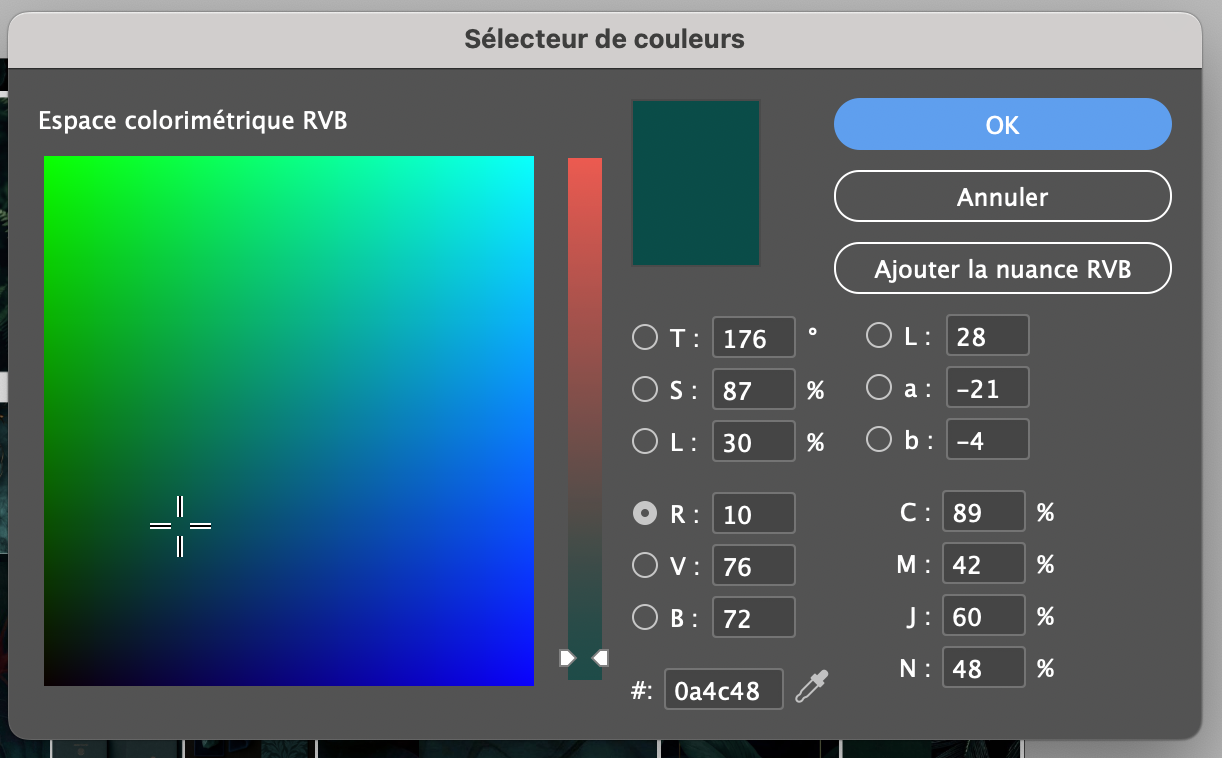 Sélecteur de couleurs
Espace colorimétrique RVB
OK
Annuler
Ajouter la nuance RVB
T : 176 °
S : 87 %
L : 30 %
L : 28
a : -21
b : -4
R : 10
V : 76
B : 72
#: 0a4c48
C : 89 %
M : 42 %
J : 60 %
N : 48 %